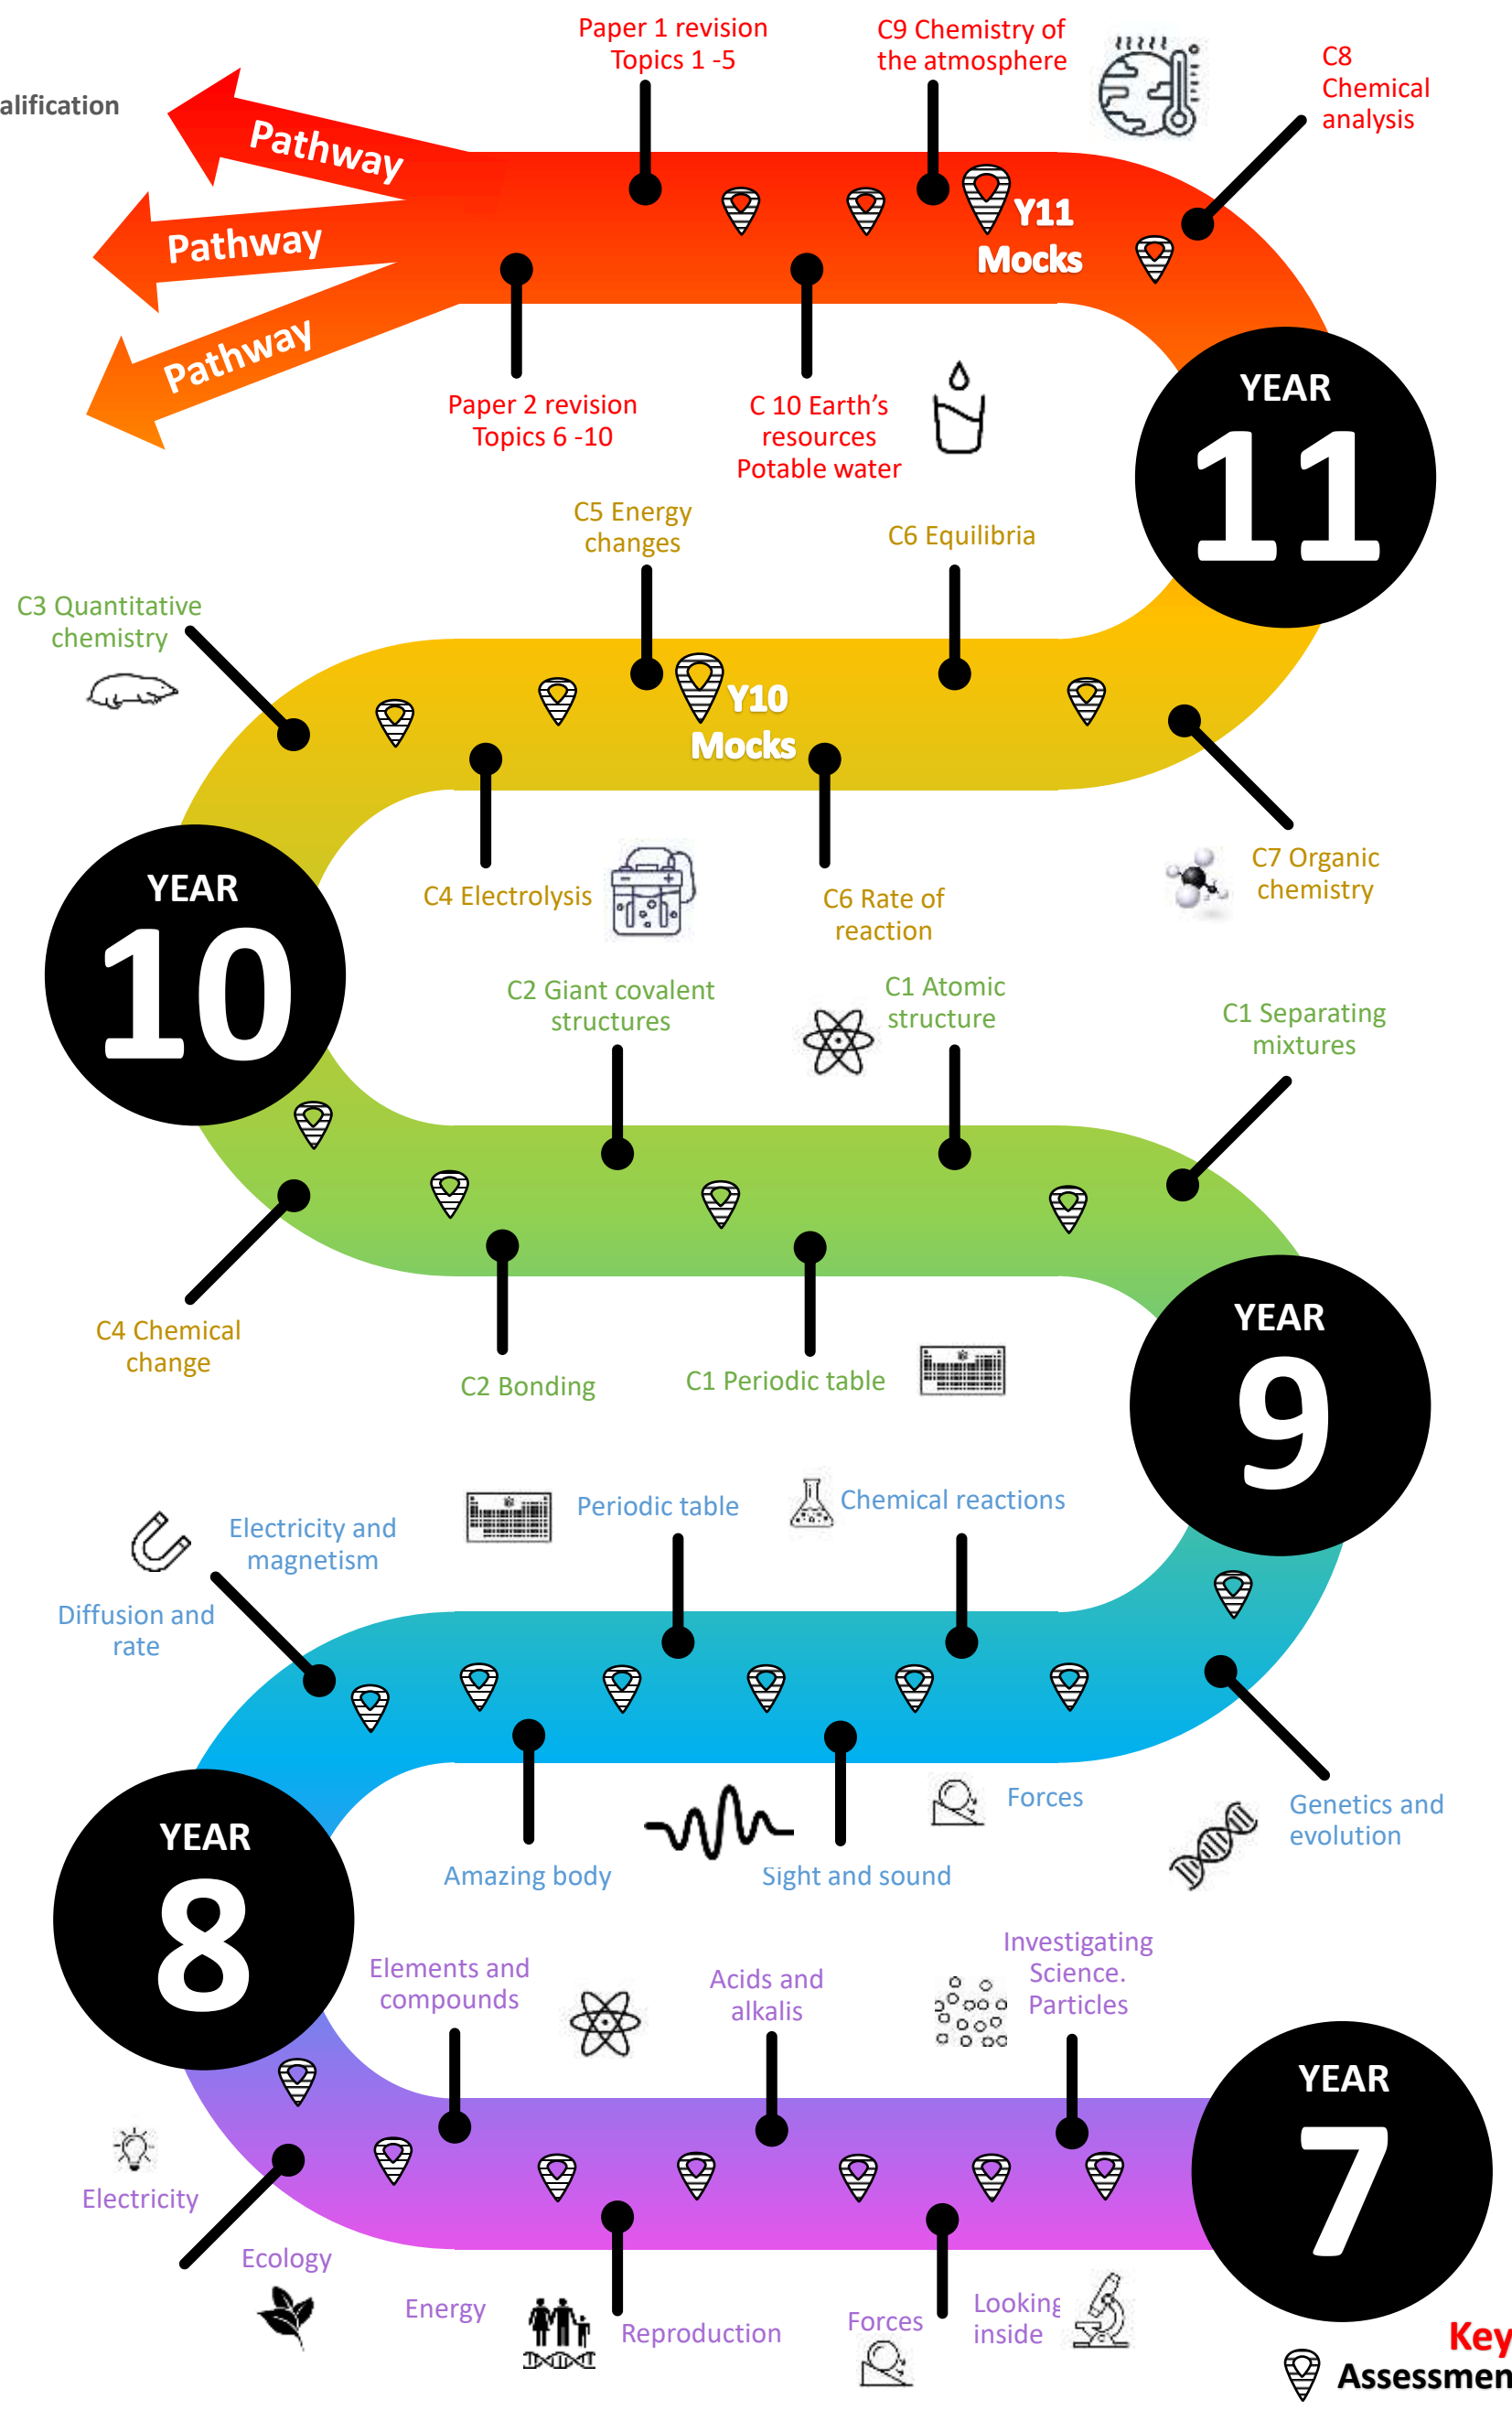 Paper 1 revision
Topics 1 -5
C9 Chemistry of
the atmosphere
C8
Chemical
analysis
alification
Pathway
Pathway
Pathway
Y11
Mocks
Paper 2 revision
Topics 6 -10
C 10 Earth's
resources
Potable water
YEAR
11
C5 Energy
changes
C6 Equilibria
C3 Quantitative
chemistry
Y10
Mocks
C4 Electrolysis
C6 Rate of
reaction
C7 Organic
chemistry
YEAR
10
C2 Giant covalent
structures
C1 Atomic
structure
C1 Separating
mixtures
C4 Chemical
change
C2 Bonding
C1 Periodic table
YEAR
9
Electricity and
magnetism
Periodic table
Chemical reactions
Diffusion and
rate
Amazing body
Sight and sound
Forces
Genetics and
evolution
YEAR
8
Elements and
compounds
Acids and
alkalis
Investigating
Science.
Particles
YEAR
7
Electricity
Ecology
Energy
Reproduction
Forces
Looking
inside
Key
Assessmen